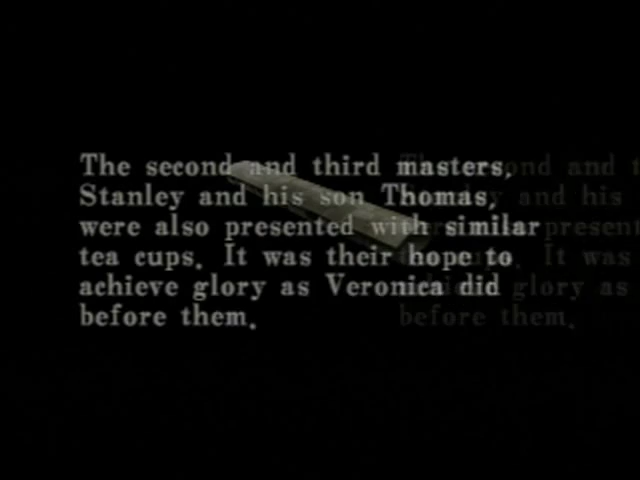 The second and third masters,
Stanley and his son Thomas,
were also presented with similar
tea cups. It was their hope to
achieve glory as Veronica did
before them.